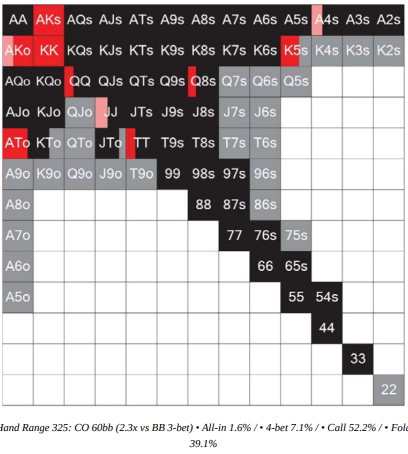 AA AKs AQs AJs ATs A9s A8s A7s A6s A5s A4s A3s A2s
AKo KK KQs KJs KTs K9s K8s K7s K6s K5s K4s K3s K2s
AQo KQo QQ QJs QTs Q9s Q8s Q7s Q6s Q5s
AJo KJo QJo JJ JTs J9s J8s J7s J6s
ATo KTo QTo JTo TT T9s T8s T7s T6s
A9o K9o Q9o J9o T9o 99 98s 97s 96s
A8o 88 87s 86s
A7o 77 76s 75s
A6o 66 65s
A5o 55 54s
44
33
22
Hand Range 325: CO 60bb (2.3x vs BB 3-bet) • All-in 1.6% / • 4-bet 7.1% / • Call 52.2% / • Fold
39.1%